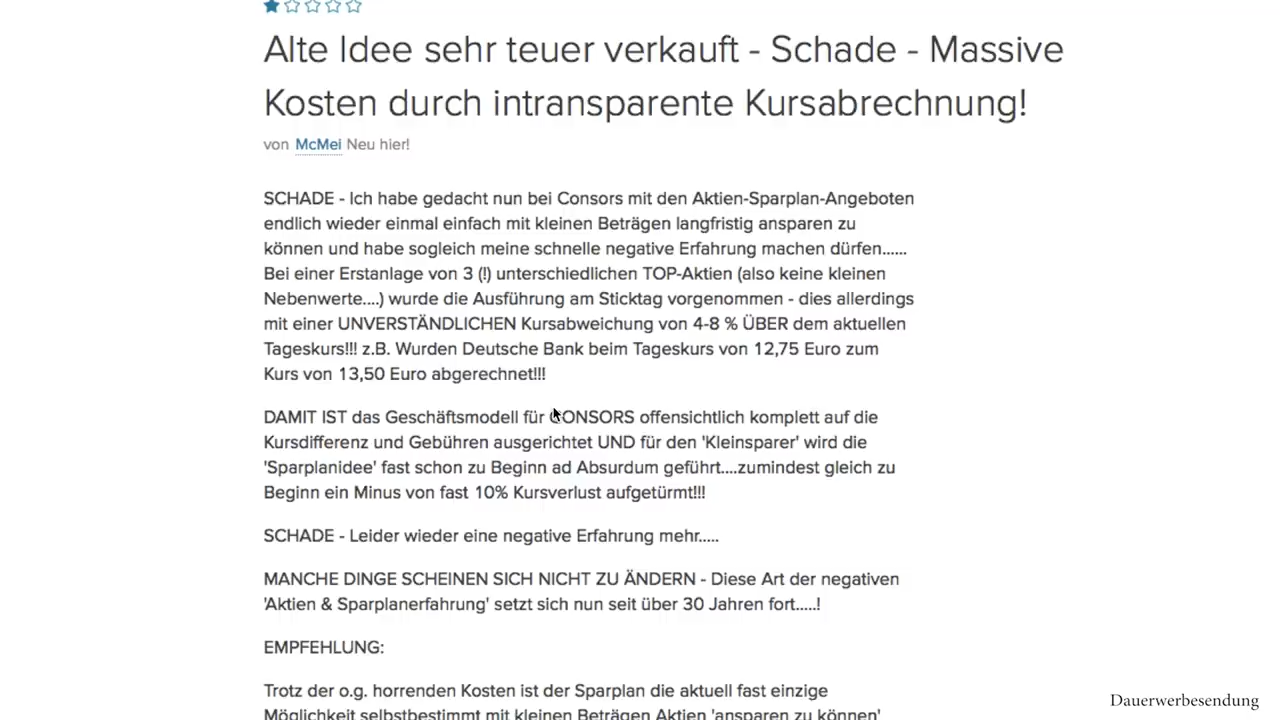 Alte Idee sehr teuer verkauft - Schade - Massive
Kosten durch intransparente Kursabrechnung!
von McMei Neu hier!
SCHADE - Ich habe gedacht nun bei Consors mit den Aktien-Sparplan-Angeboten
endlich wieder einmal einfach mit kleinen Beträgen langfristig ansparen zu
können und habe sogleich meine schnelle negative Erfahrung machen dürfen......
Bei einer Erstanlage von 3 (!) unterschiedlichen TOP-Aktien (also keine kleinen
Nebenwerte....) wurde die Ausführung am Sticktag vorgenommen - dies allerdings
mit einer UNVERSTÄNDLICHEN Kursabweichung von 4-8 % ÜBER dem aktuellen
Tageskurs!!! z.B. Wurden Deutsche Bank beim Tageskurs von 12,75 Euro zum
Kurs von 13,50 Euro abgerechnet!!!
DAMIT IST das Geschäftsmodell für CONSORS offensichtlich komplett auf die
Kursdifferenz und Gebühren ausgerichtet UND für den 'Kleinsparer' wird die
'Sparplanidee' fast schon zu Beginn ad Absurdum geführt....zumindest gleich zu
Beginn ein Minus von fast 10% Kursverlust aufgetürmt!!!
SCHADE - Leider wieder eine negative Erfahrung mehr.....
MANCHE DINGE SCHEINEN SICH NICHT ZU ÄNDERN - Diese Art der negativen
'Aktien & Sparplanerfahrung' setzt sich nun seit über 30 Jahren fort.....!
EMPFEHLUNG:
Trotz der o.g. horrenden Kosten ist der Sparplan die aktuell fast einzige
Möglichkeit selbstbestimmt mit kleinen Beträgen Aktien 'ansparen zu können'
Dauerwerbesendung